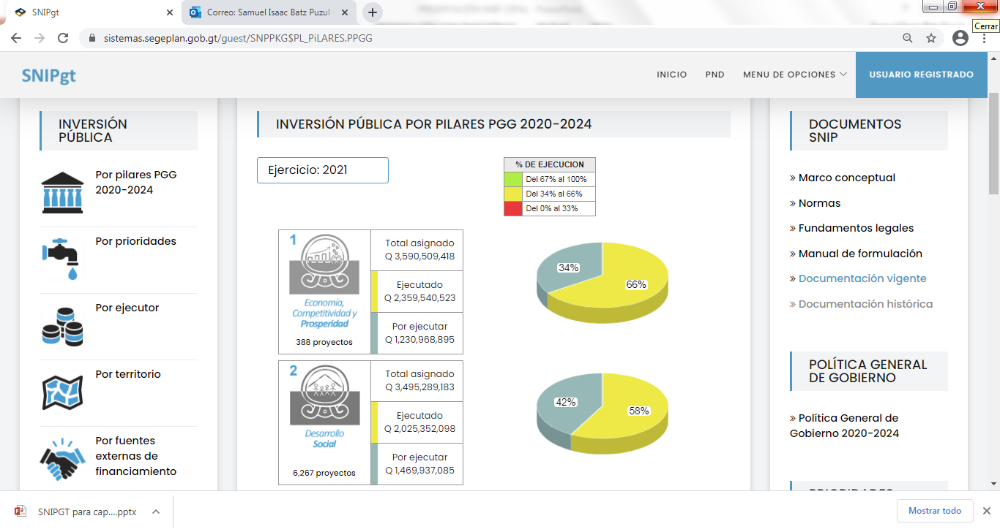 SNIPgt
Correo: Samuel Isaac Batz Puzul
Cerrar
sistemas.segeplan.gob.gt/guest/SNPPKG$PL_PiLARES.PPGG
SNIPgt
INICIO
PND
MENU DE OPCIONES
USUARIO REGISTRADO
INVERSIÓN
PÚBLICA
Por pilares PGG
2020-2024
Por prioridades
Por ejecutor
Por territorio
Por fuentes
externas de
financiamiento
INVERSIÓN PÚBLICA POR PILARES PGG 2020-2024
Ejercicio: 2021
% DE EJECUCION
Del 67% al 100%
Del 34% al 66%
Del 0% al 33%
1
Economía,
Competitividad y
Prosperidad
388 proyectos
Total asignado
Q 3,590,509,418
Ejecutado
Q 2,359,540,523
Por ejecutar
Q 1,230,968,895
34%
66%
2
Desarrollo
Social
6,267 proyectos
Total asignado
Q 3,495,289,183
Ejecutado
Q 2,025,352,098
Por ejecutar
Q 1,469,937,085
42%
58%
DOCUMENTOS
SNIP
» Marco conceptual
» Normas
» Fundamentos legales
» Manual de formulación
» Documentación vigente
» Documentación histórica
POLÍTICA GENERAL
DE GOBIERNO
» Política General de
Gobierno 2020-2024
PRIORIDADES
SNIPGT para cap....pptx
Mostrar todo